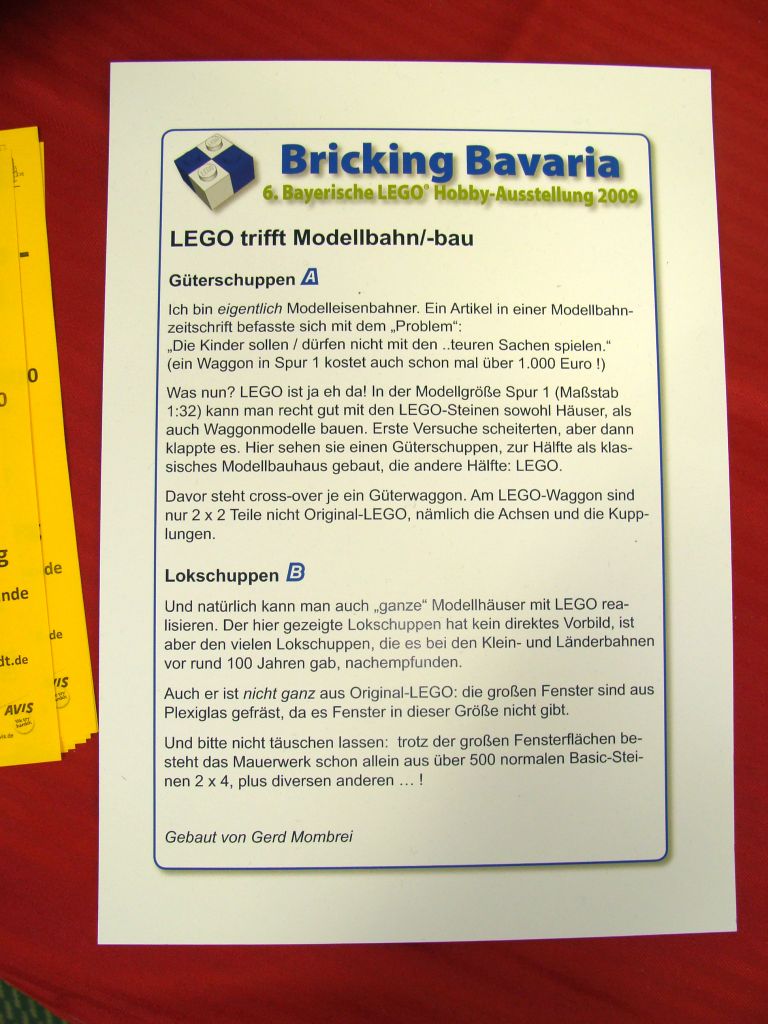 Bricking Bavaria
6. Bayerische LEGO® Hobby-Ausstellung 2009
LEGO trifft Modellbahn/-bau
Güterschuppen A
Ich bin eigentlich Modelleisenbahner. Ein Artikel in einer Modellbahn-
zeitschrift befasste sich mit dem „Problem“:
„Die Kinder sollen / dürfen nicht mit den ..teuren Sachen spielen.“
(ein Waggon in Spur 1 kostet auch schon mal über 1.000 Euro !)
Was nun? LEGO ist ja eh da! In der Modellgröße Spur 1 (Maßstab
1:32) kann man recht gut mit den LEGO-Steinen sowohl Häuser, als
auch Waggonmodelle bauen. Erste Versuche scheiterten, aber dann
klappte es. Hier sehen sie einen Güterschuppen, zur Hälfte als klas-
sisches Modellbauhaus gebaut, die andere Hälfte: LEGO.
Davor steht cross-over je ein Güterwaggon. Am LEGO-Waggon sind
nur 2 x 2 Teile nicht Original-LEGO, nämlich die Achsen und die Kupp-
lungen.
Lokschuppen B
Und natürlich kann man auch „ganze“ Modellhäuser mit LEGO rea-
lisieren. Der hier gezeigte Lokschuppen hat kein direktes Vorbild, ist
aber den vielen Lokschuppen, die es bei den Klein- und Länderbahnen
vor rund 100 Jahren gab, nachempfunden.
Auch er ist nicht ganz aus Original-LEGO: die großen Fenster sind aus
Plexiglas gefräst, da es Fenster in dieser Größe nicht gibt.
Und bitte nicht täuschen lassen: trotz der großen Fensterflächen be-
steht das Mauerwerk schon allein aus über 500 normalen Basic-Stei-
nen 2 x 4, plus diversen anderen ... !
Gebaut von Gerd Mombrei
0
0
g
de
nde
de
dt.de
AVIS